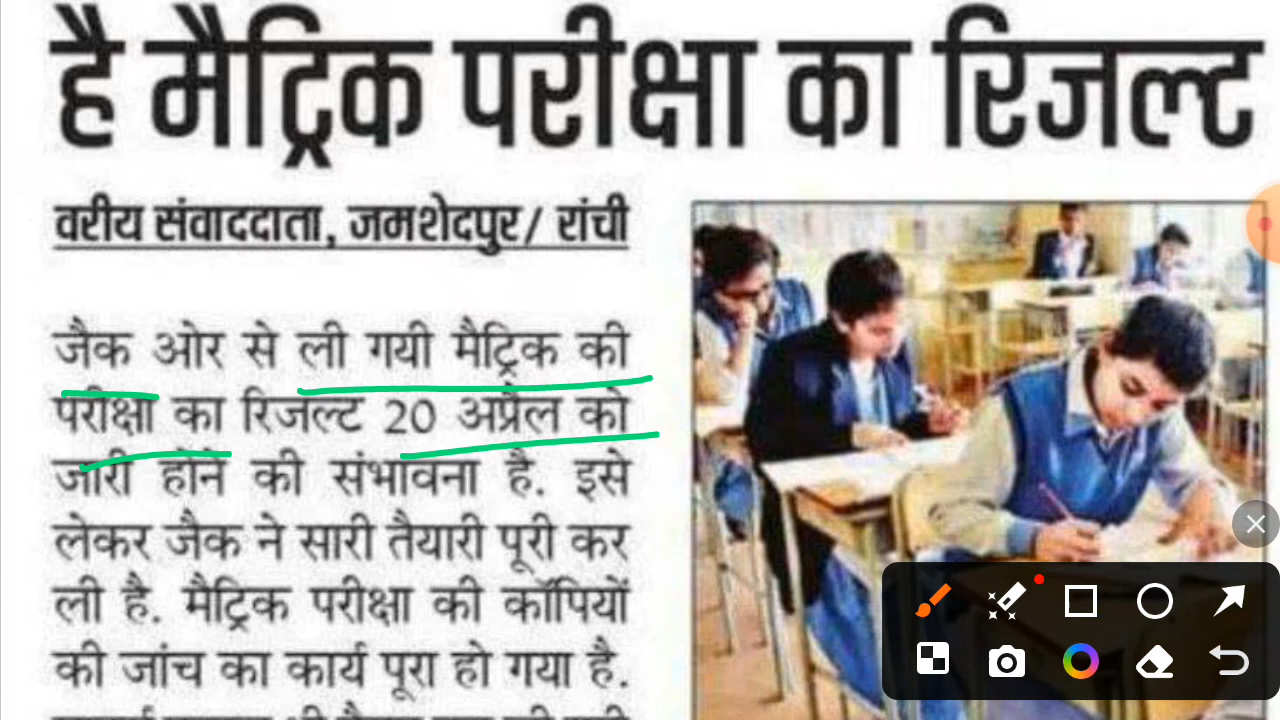 है मैट्रिक परीक्षा का रिजल्ट
वरीय संवाददाता, जमशेदपुर/ रांची
जैक ओर से ली गयी मैट्रिक की
परीक्षा का रिजल्ट 20 अप्रैल को
जारी होने की संभावना है. इसे
लेकर जैक ने सारी तैयारी पूरी कर
ली है. मैट्रिक परीक्षा की कॉपियों
की जांच का कार्य पूरा हो गया है.